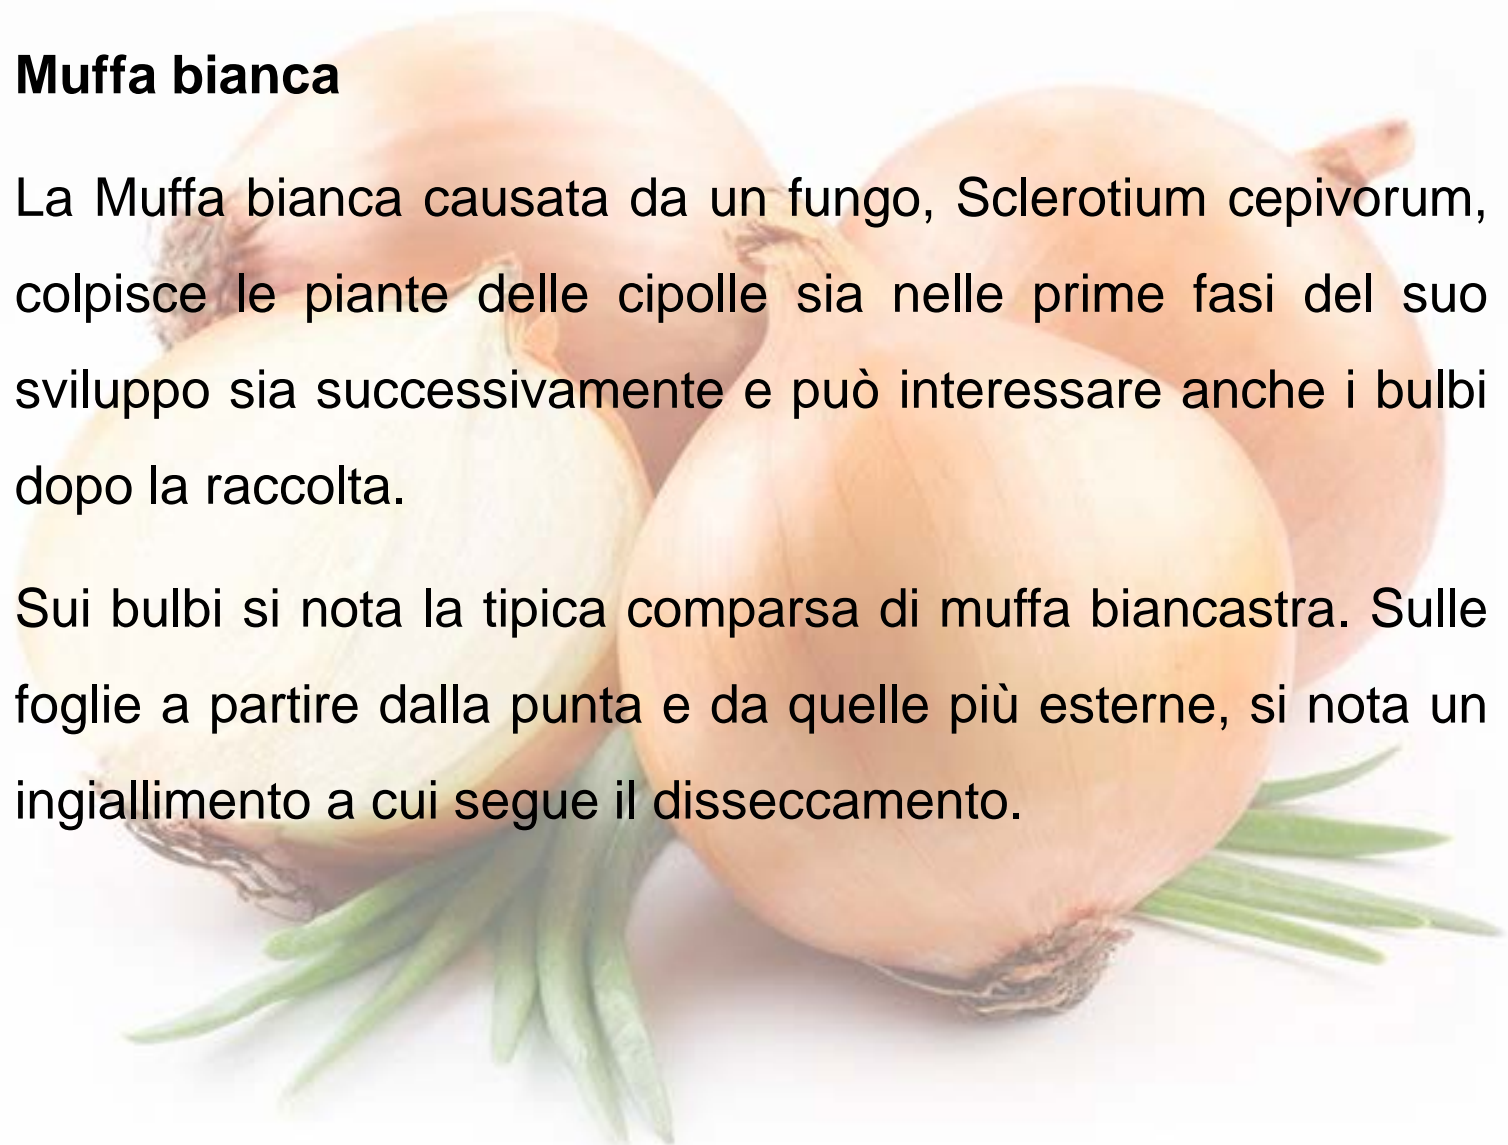 Muffa bianca
La Muffa bianca causata da un fungo, Sclerotium cepivorum,
colpisce le piante delle cipolle sia nelle prime fasi del suo
sviluppo sia successivamente e può interessare anche i bulbi
dopo la raccolta.
Sui bulbi si nota la tipica comparsa di muffa biancastra. Sulle
foglie a partire dalla punta e da quelle più esterne, si nota un
ingiallimento a cui segue il disseccamento.